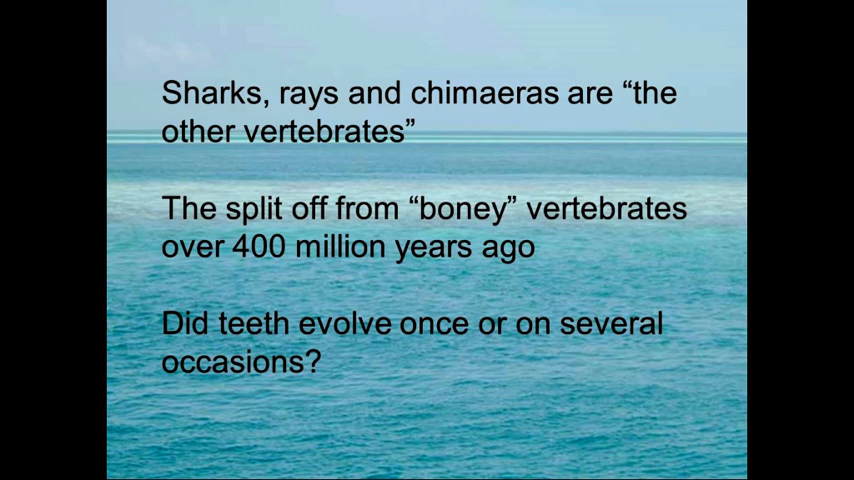 Sharks, rays and chimaeras are “the
other vertebrates”
The split off from “boney” vertebrates
over 400 million years ago
Did teeth evolve once or on several
occasions?